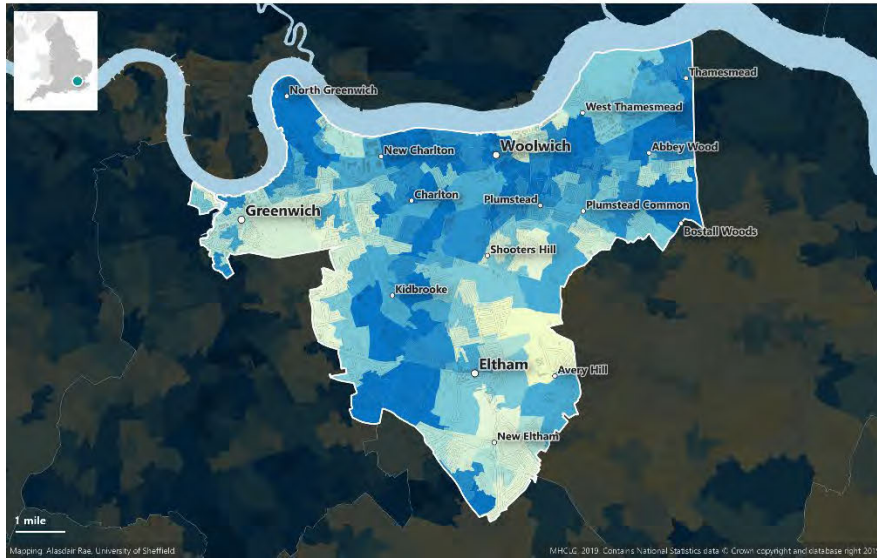 Thamesmead
North Greenwich
West Thamesmead
Woolwich
New Charlton
Abbey Wood
Charlton
Plumstead
Plumstead Common
Greenwich
Bostall Woods
Shooters Hill
Kidbrooke
Eltham
Avery Hill
New Eltham
1 mile
Mapping: Alasdair Rae, University of Sheffield
MHCLG, 2019. Contains National Statistics data © Crown copyright and database right